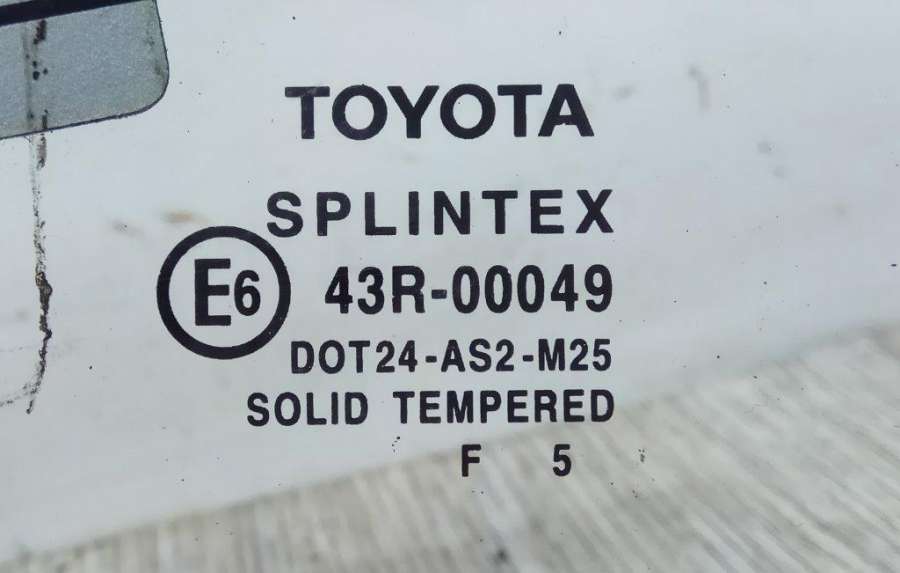 TOYOTA
SPLINTEX
E6 43R-00049
DOT24-AS2-M25
SOLID TEMPERED
F 5